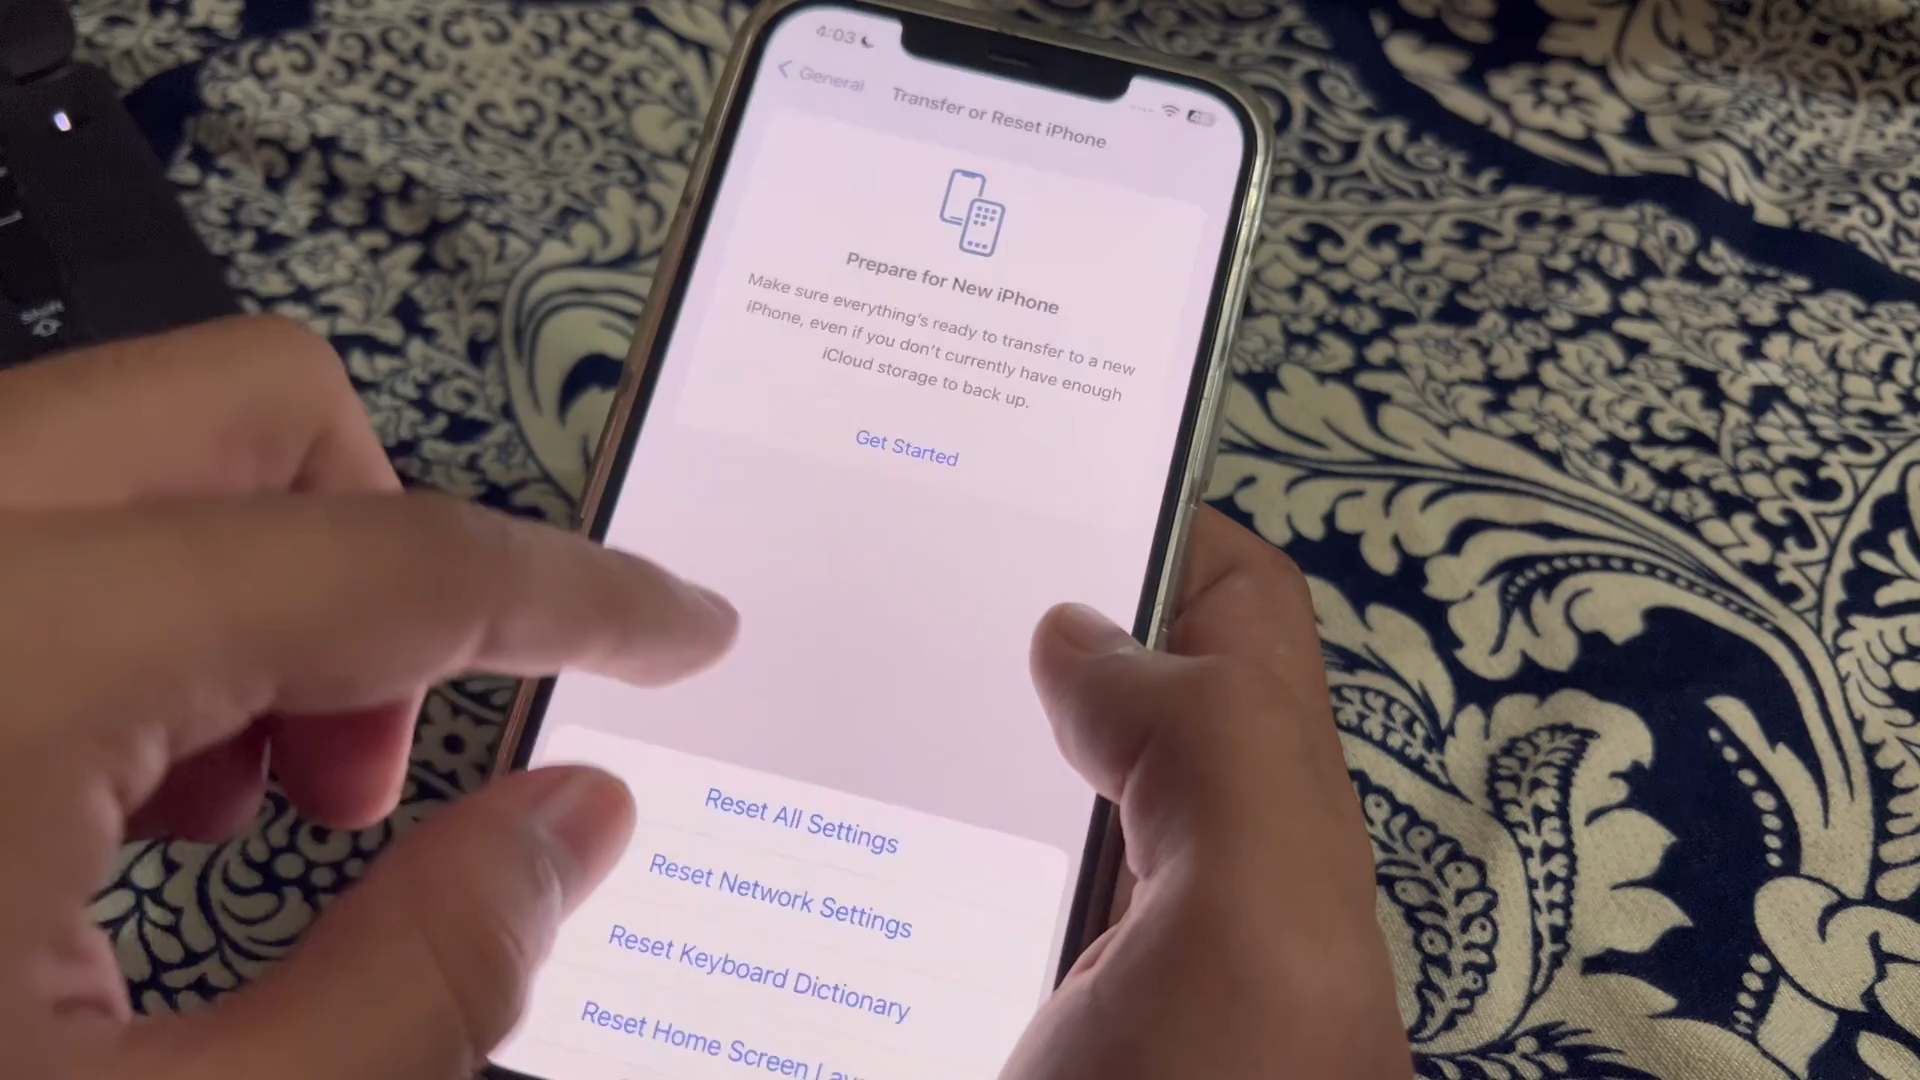 4:03
General
Transfer or Reset iPhone
Prepare for New iPhone
Make sure everything's ready to transfer to a new
iPhone, even if you don't currently have enough
iCloud storage to back up.
Get Started
Reset All Settings
Reset Network Settings
Reset Keyboard Dictionary
Reset Home Screen